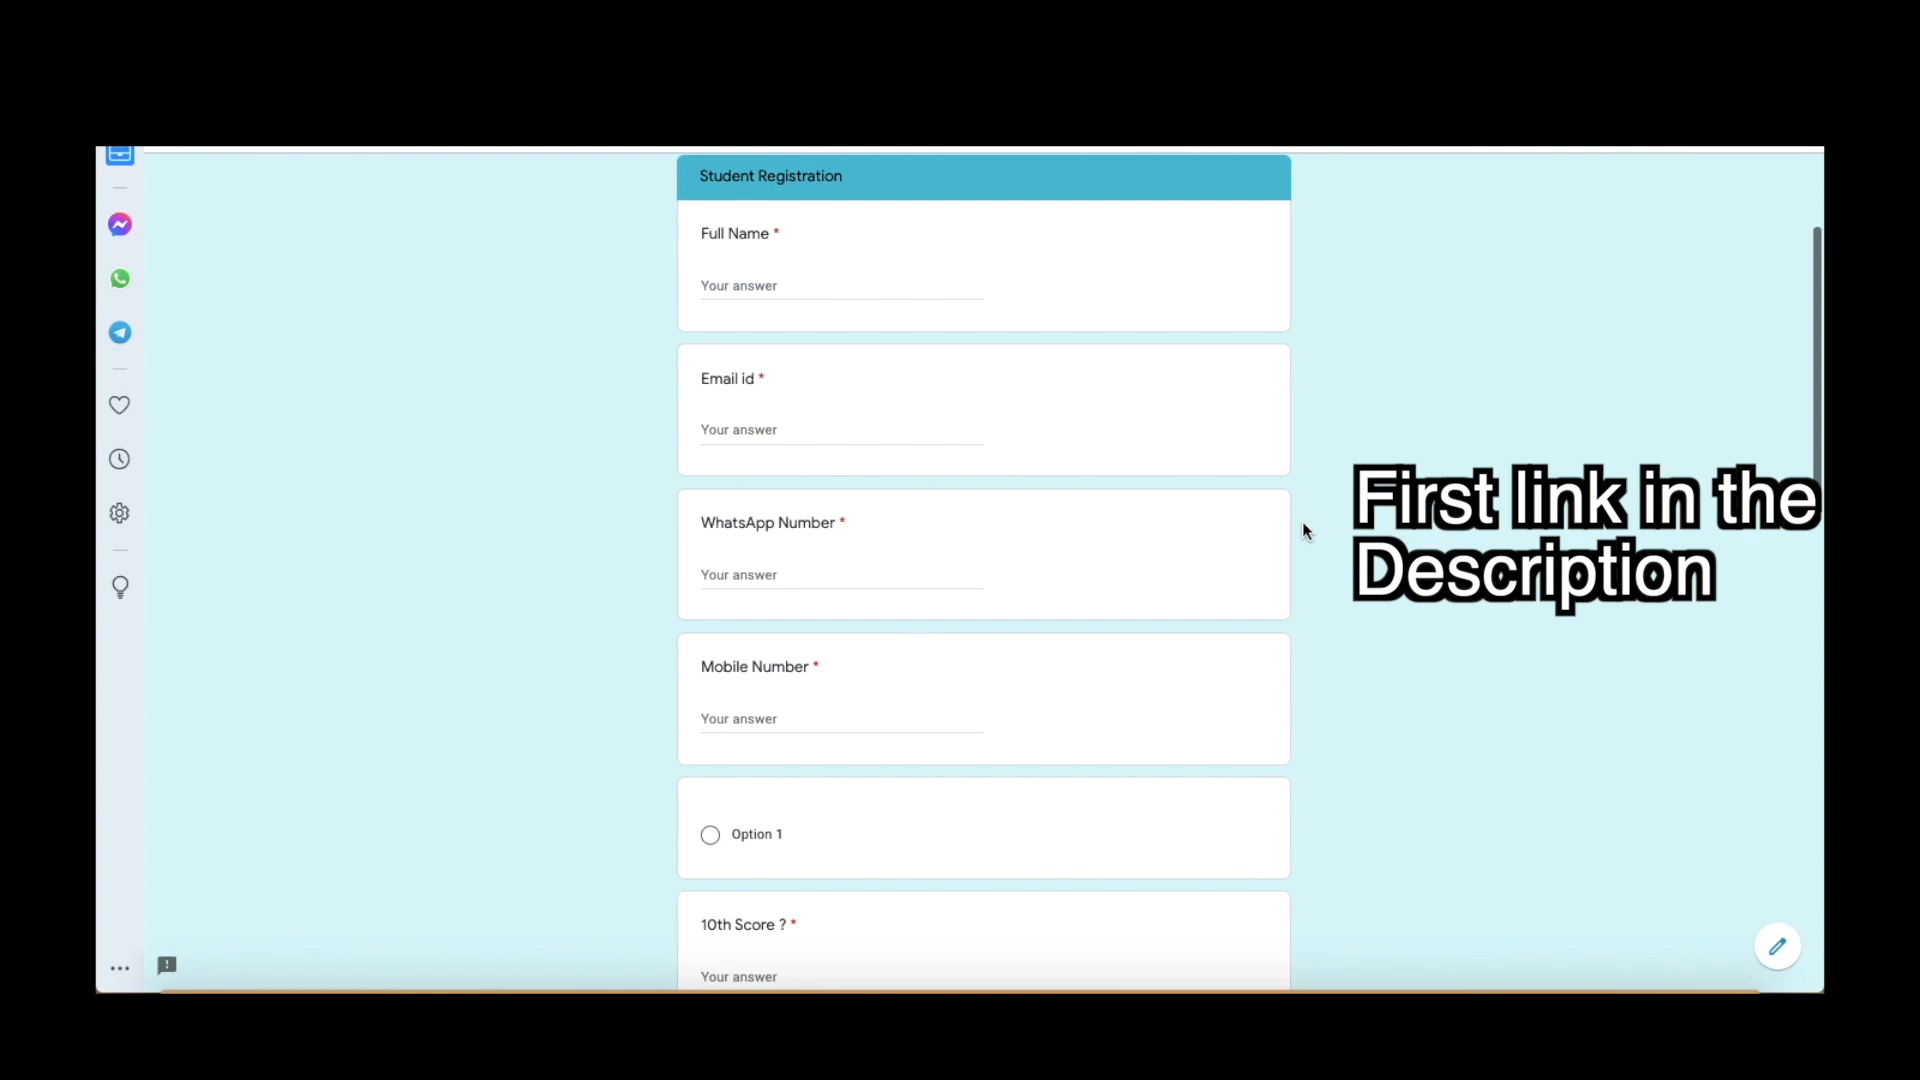 Student Registration
Full Name *
Your answer
Email id *
Your answer
WhatsApp Number *
Your answer
Mobile Number *
Your answer
Option 1
10th Score ? *
Your answer
First link in the
Description